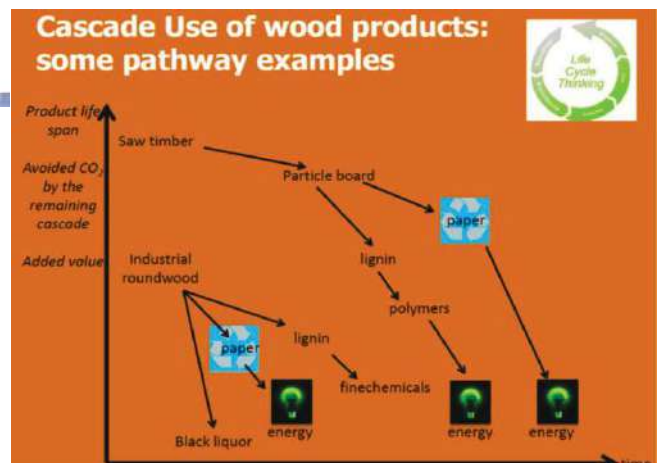 Cascade Use of wood products:
some pathway examples
Life
Cycle
Thinking
Product life
span
Avoided CO₂
by the
remaining
cascade
Added value
Saw timber
Particle board
paper
lignin
polymers
Industrial
roundwood
paper
lignin
finechemicals
Black liquor
energy
energy
energy
time